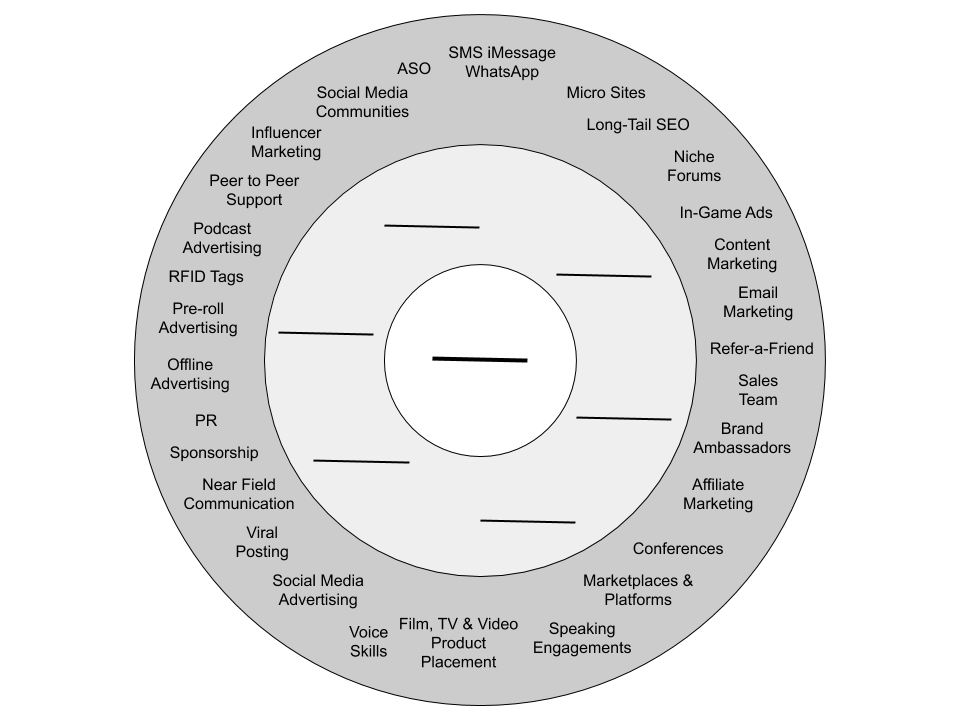 SMS iMessage
WhatsApp
ASO
Social Media
Communities
Micro Sites
Long-Tail SEO
Influencer
Marketing
Niche
Forums
Peer to Peer
Support
In-Game Ads
Podcast
Advertising
Content
Marketing
RFID Tags
Email
Marketing
Pre-roll
Advertising
Refer-a-Friend
Offline
Advertising
Sales
Team
PR
Brand
Ambassadors
Sponsorship
Near Field
Communication
Affiliate
Marketing
Viral
Posting
Conferences
Social Media
Advertising
Marketplaces &
Platforms
Voice
Skills
Film, TV & Video
Product
Placement
Speaking
Engagements